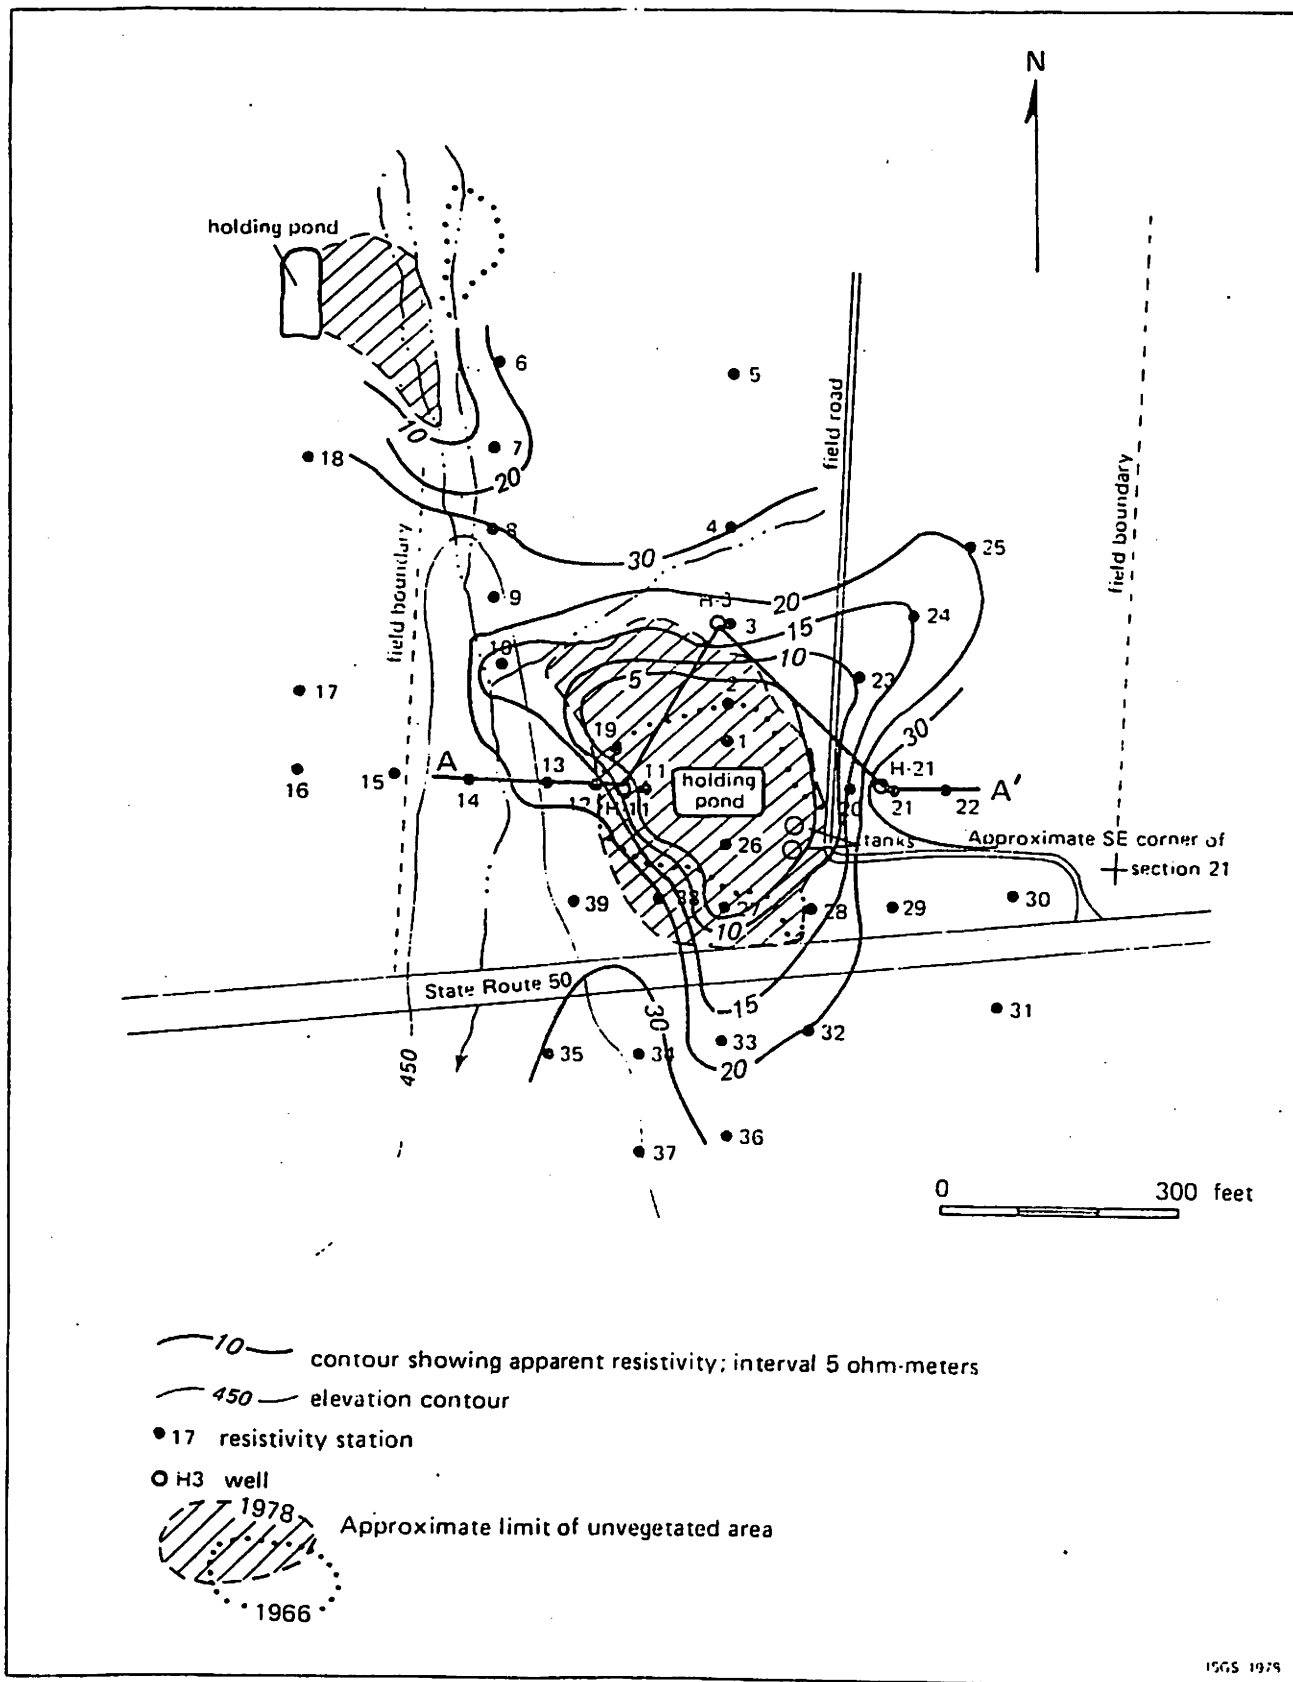 N
holding pond
6
5
field road
10
7
18
20
field boundary
8
4
30
25
field boundary
9
20
H-3
3
15
24
10
10
5
23
17
2
19
1
30
A
13
11
holding
pond
H-21
A'
16
15
14
12
H-11
20
21
22
26
tanks
Approximate SE corner of
section 21
39
38
27
28
29
30
10
State Route 50
15
30
31
33
32
35
34
20
450
36
37
0
300 feet
10
contour showing apparent resistivity; interval 5 ohm-meters
450
elevation contour
17 resistivity station
H3 well
1978
Approximate limit of unvegetated area
1966
ISGS 1979